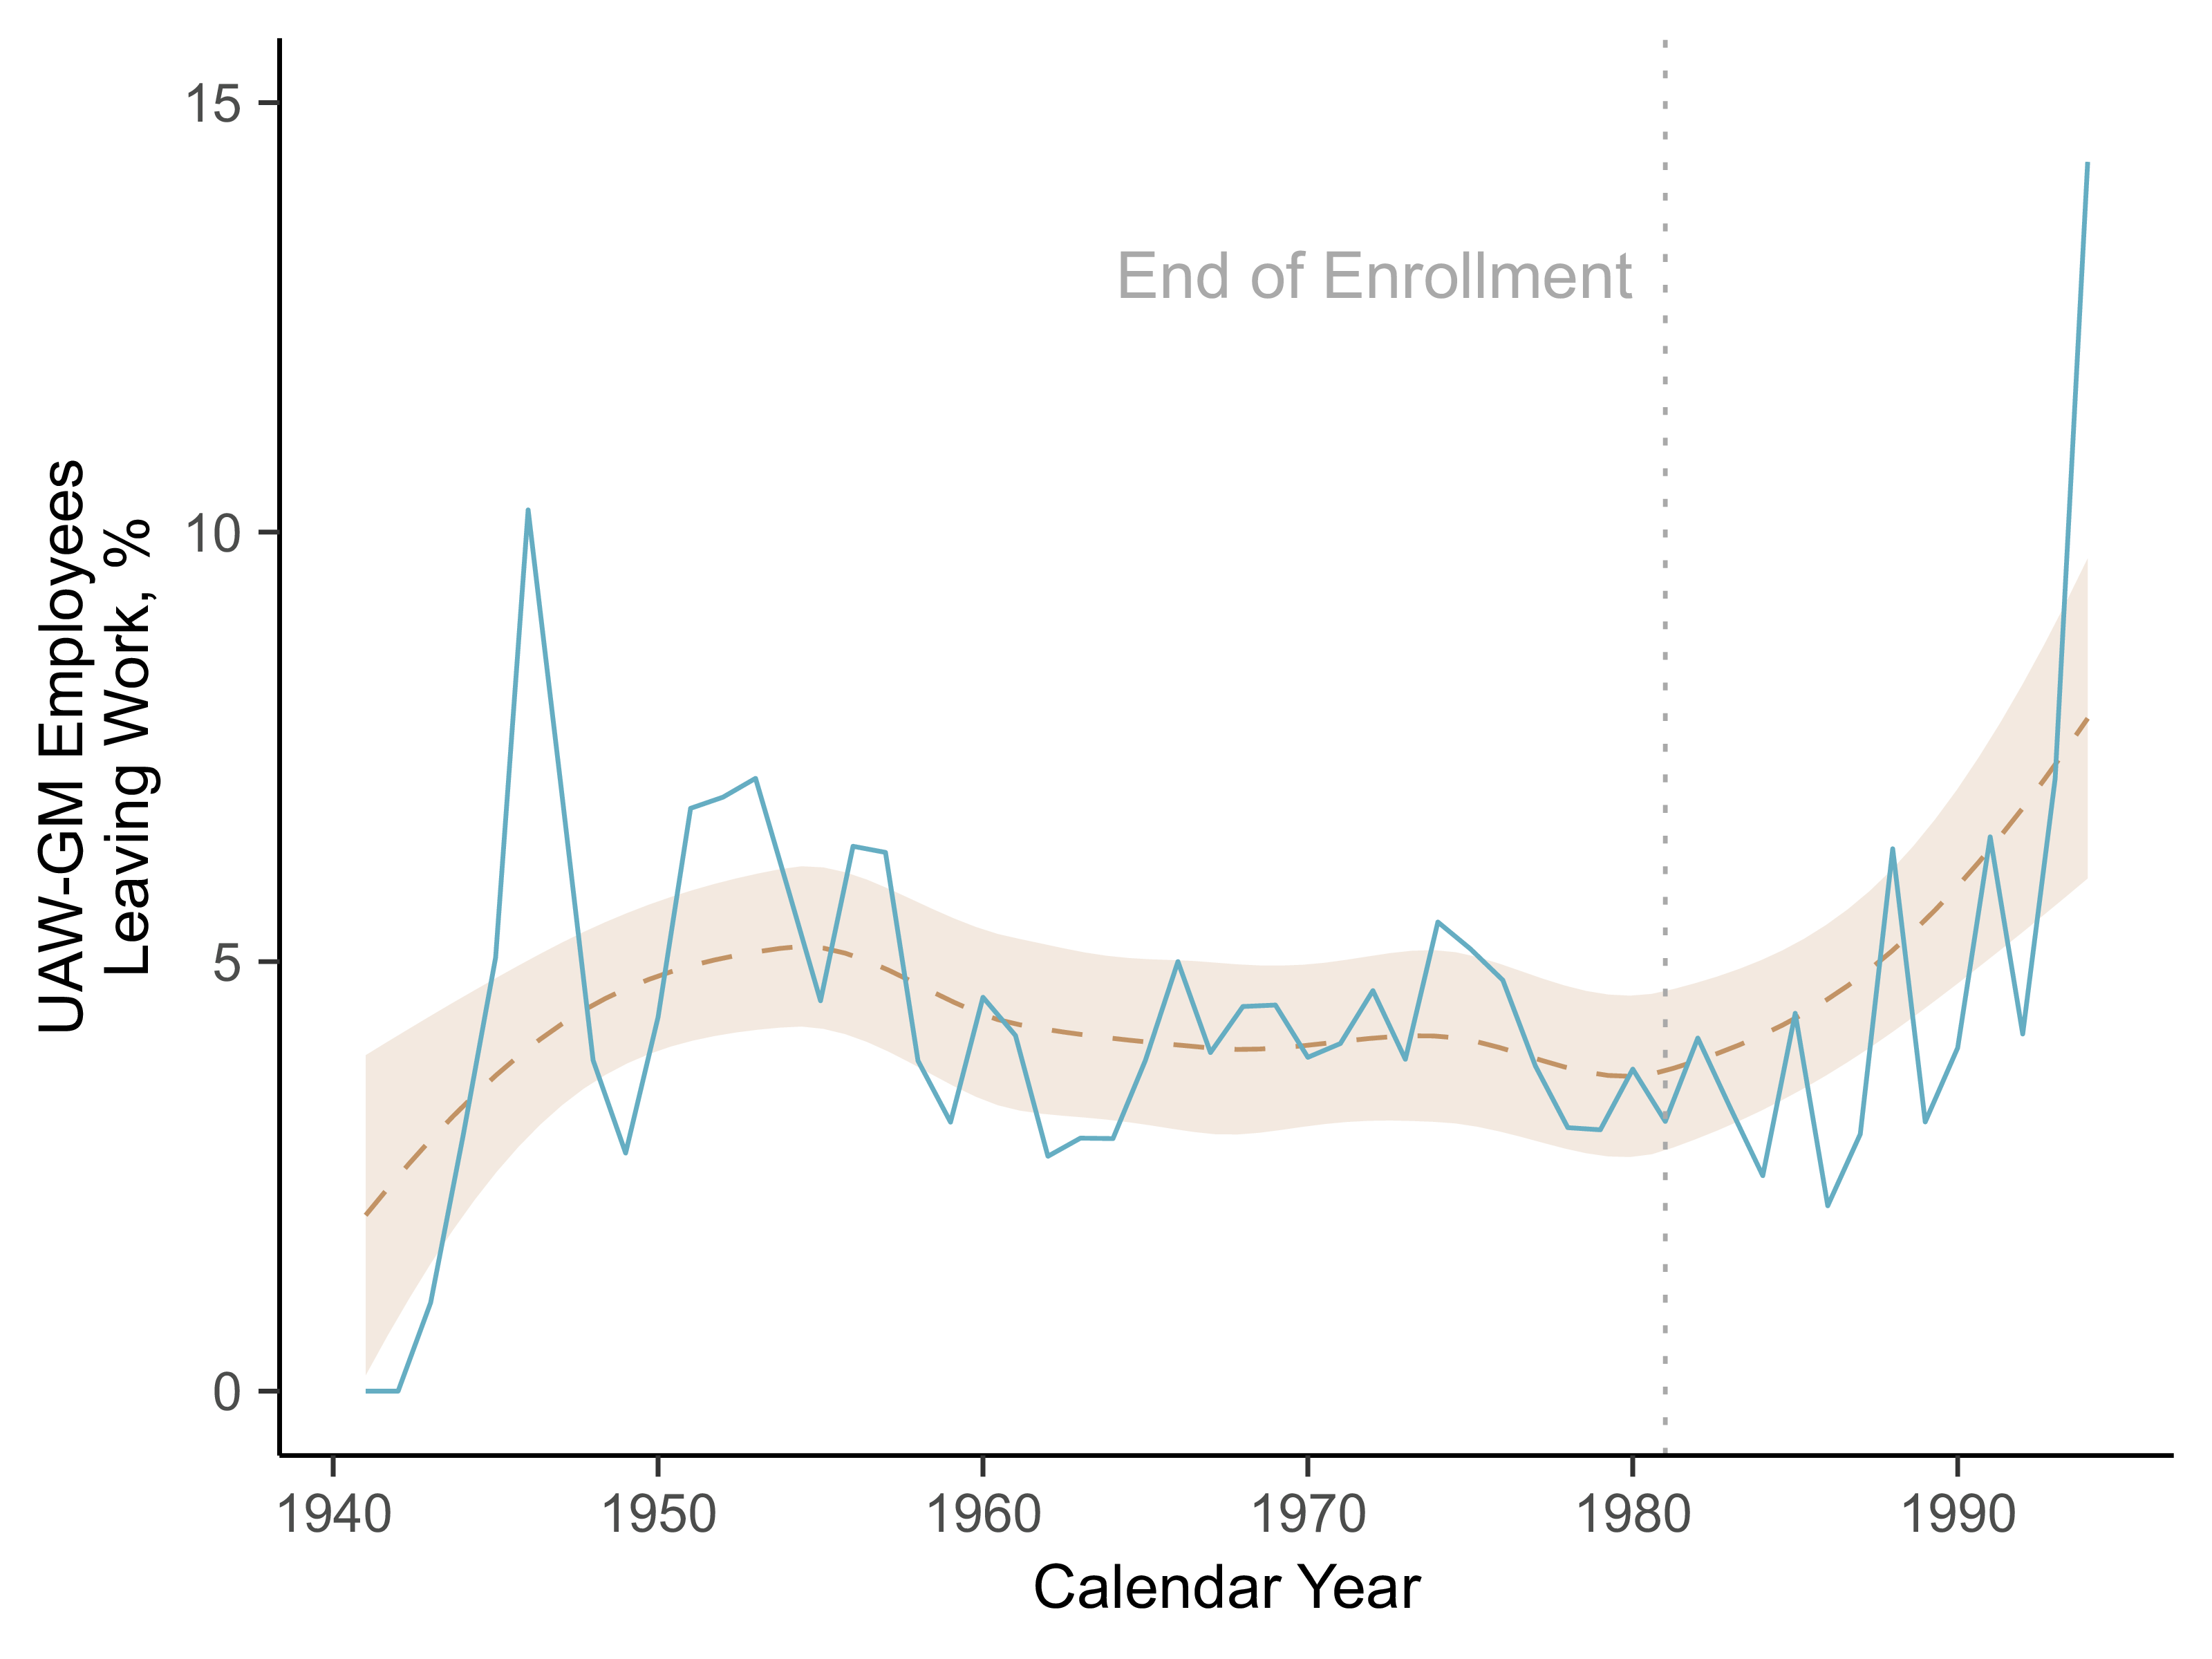 15
10
5
0
UAW-GM Employees
Leaving Work, %
End of Enrollment
1940 1950 1960 1970 1980 1990
Calendar Year